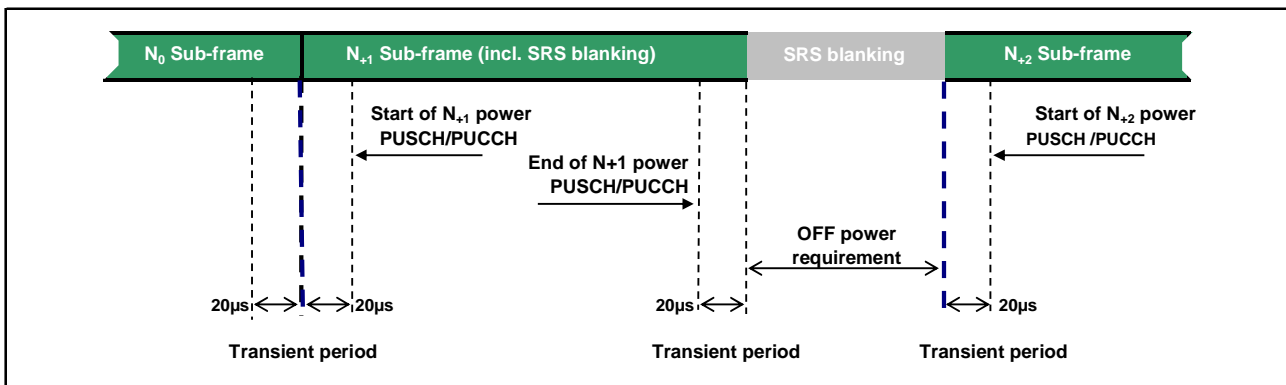 N₀ Sub-frame
N₊₁ Sub-frame (incl. SRS blanking)
SRS blanking
N₊₂ Sub-frame
Start of N₊₁ power
PUSCH/PUCCH
Start of N₊₂ power
PUSCH /PUCCH
End of N+1 power
PUSCH/PUCCH
OFF power
requirement
20µs
20µs
20µs
20µs
Transient period
Transient period
Transient period